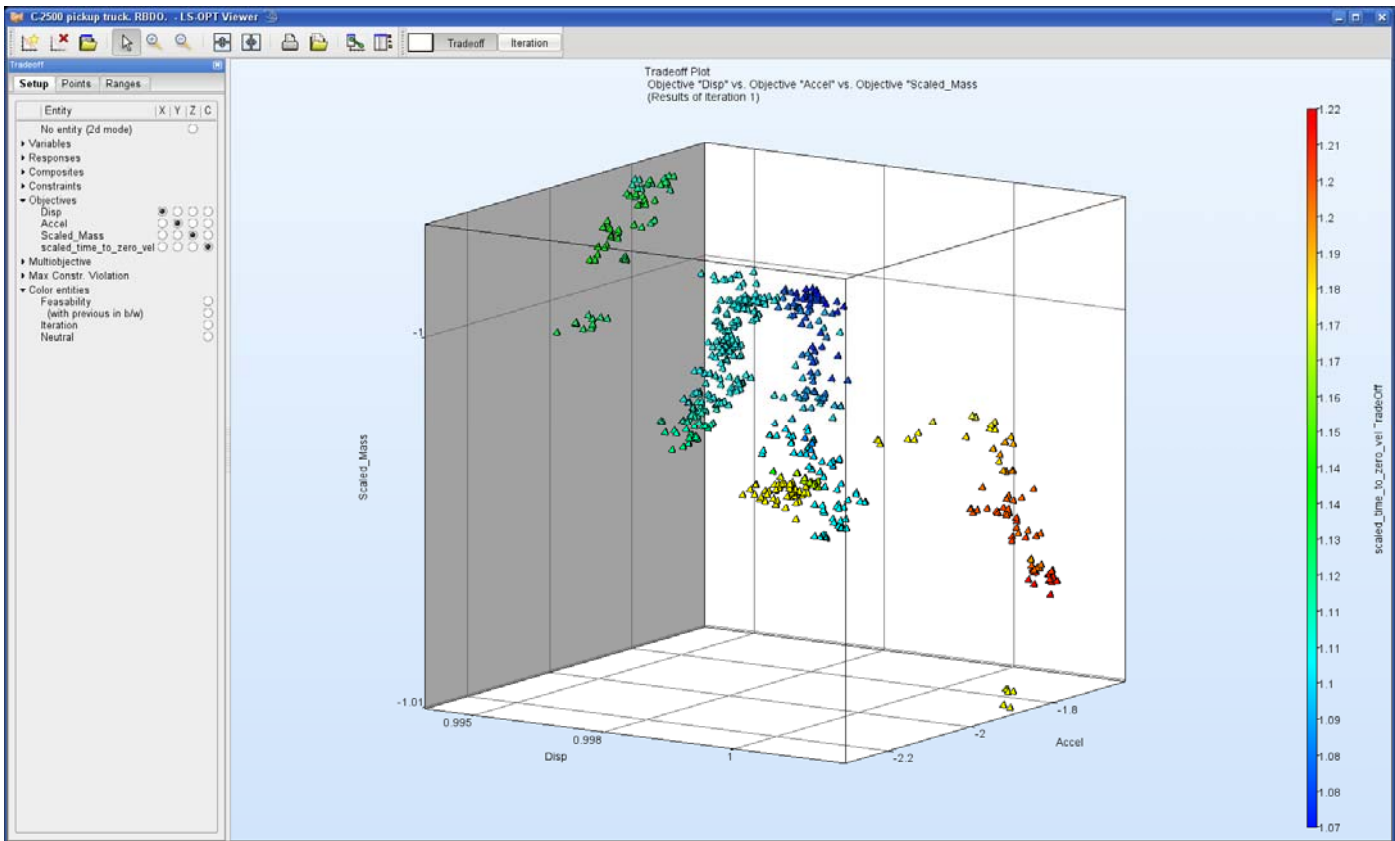 C-2500 pickup truck. RBDO. - LS-OPT Viewer
Tradeoff
Iteration
Tradeoff
Setup
Points
Ranges
Entity X Y Z C
No entity (2d mode)
Variables
Responses
Composites
Constraints
Objectives
Disp
Accel
Scaled_Mass
scaled_time_to_zero_vel
Multiobjective
Max Constr. Violation
Color entities
Feasability
(with previous in b/w)
Iteration
Neutral
Tradeoff Plot
Objective "Disp" vs. Objective "Accel" vs. Objective "Scaled_Mass
(Results of Iteration 1)
-1
-1.01
Scaled_Mass
0.995
0.998
1
Disp
-2.2
-2
-1.8
Accel
1.22
1.21
1.2
1.2
1.19
1.18
1.17
1.17
1.16
1.15
1.14
1.13
1.12
1.11
1.11
1.1
1.09
1.08
1.08
1.07
scaled_time_to_zero_vel TradeOff